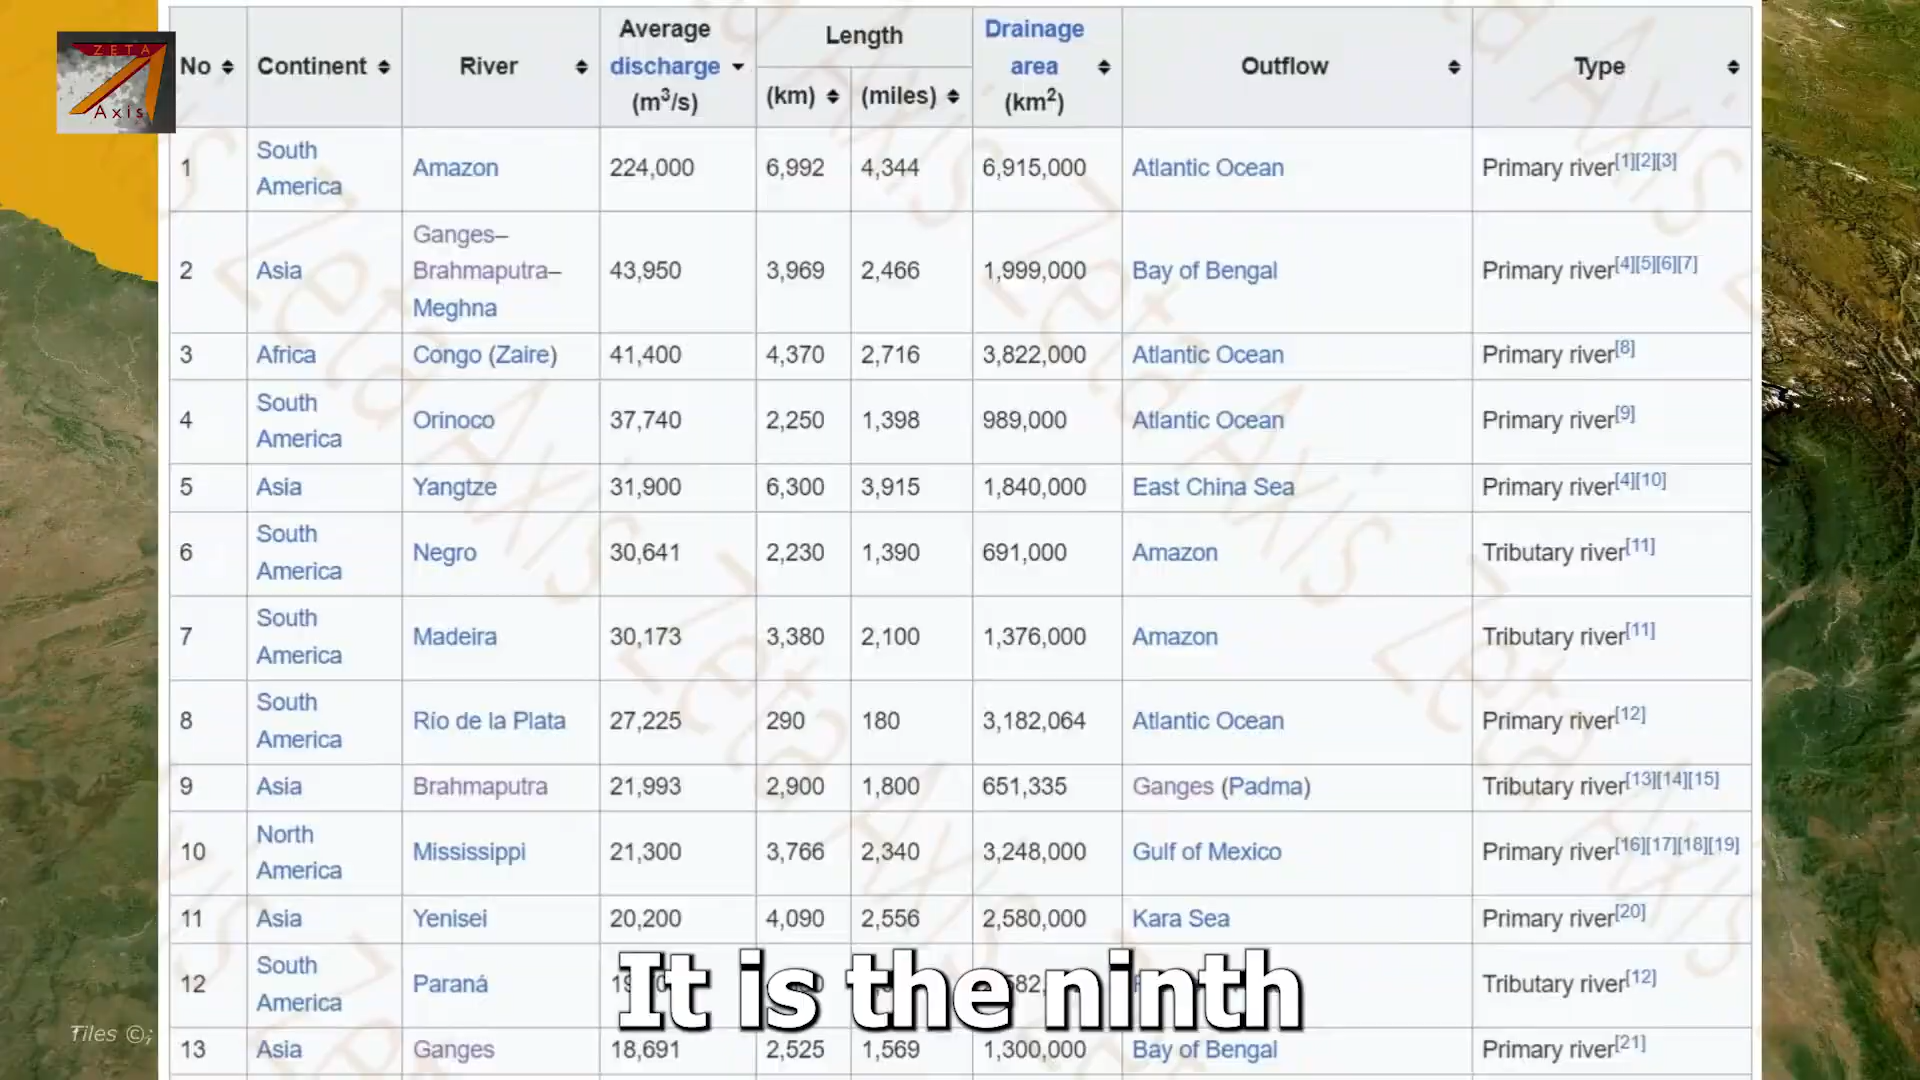 ZETA
Axis
No Continent River Average discharge (m³/s) Length (km) (miles) Drainage area (km²) Outflow Type
1 South America Amazon 224,000 6,992 4,344 6,915,000 Atlantic Ocean Primary river[1][2][3]
2 Asia Ganges–Brahmaputra–Meghna 43,950 3,969 2,466 1,999,000 Bay of Bengal Primary river[4][5][6][7]
3 Africa Congo (Zaire) 41,400 4,370 2,716 3,822,000 Atlantic Ocean Primary river[8]
4 South America Orinoco 37,740 2,250 1,398 989,000 Atlantic Ocean Primary river[9]
5 Asia Yangtze 31,900 6,300 3,915 1,840,000 East China Sea Primary river[4][10]
6 South America Negro 30,641 2,230 1,390 691,000 Amazon Tributary river[11]
7 South America Madeira 30,173 3,380 2,100 1,376,000 Amazon Tributary river[11]
8 South America Río de la Plata 27,225 290 180 3,182,064 Atlantic Ocean Primary river[12]
9 Asia Brahmaputra 21,993 2,900 1,800 651,335 Ganges (Padma) Tributary river[13][14][15]
10 North America Mississippi 21,300 3,766 2,340 3,248,000 Gulf of Mexico Primary river[16][17][18][19]
11 Asia Yenisei 20,200 4,090 2,556 2,580,000 Kara Sea Primary river[20]
12 South America Paraná Tributary river[12]
It is the ninth
13 Asia Ganges 18,691 2,525 1,569 1,300,000 Bay of Bengal Primary river[21]
Tiles ©
Zeta Axis